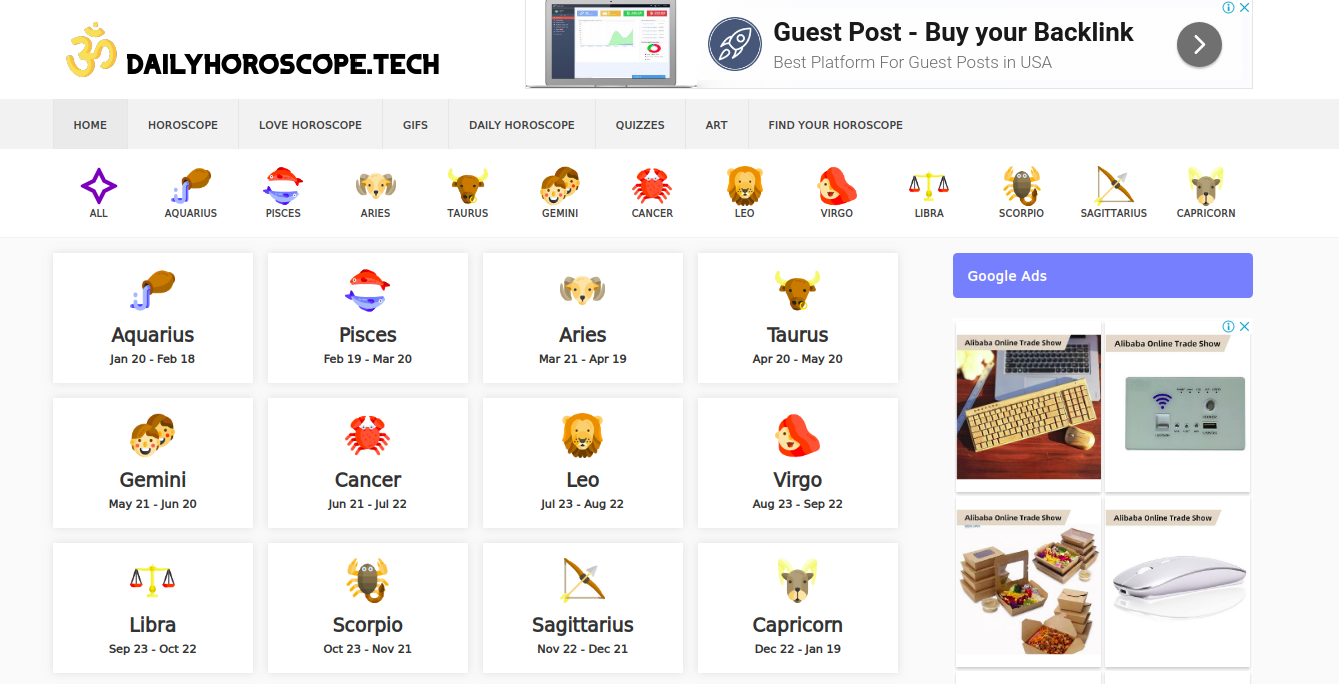 ॐ DAILYHOROSCOPE.TECH
Guest Post - Buy your Backlink
Best Platform For Guest Posts in USA
HOME HOROSCOPE LOVE HOROSCOPE GIFS DAILY HOROSCOPE QUIZZES ART FIND YOUR HOROSCOPE
ALL AQUARIUS PISCES ARIES TAURUS GEMINI CANCER LEO VIRGO LIBRA SCORPIO SAGITTARIUS CAPRICORN
Aquarius Pisces Aries Taurus
Jan 20 - Feb 18 Feb 19 - Mar 20 Mar 21 - Apr 19 Apr 20 - May 20
Gemini Cancer Leo Virgo
May 21 - Jun 20 Jun 21 - Jul 22 Jul 23 - Aug 22 Aug 23 - Sep 22
Libra Scorpio Sagittarius Capricorn
Sep 23 - Oct 22 Oct 23 - Nov 21 Nov 22 - Dec 21 Dec 22 - Jan 19
Google Ads
Alibaba Online Trade Show Alibaba Online Trade Show
Alibaba Online Trade Show Alibaba Online Trade Show